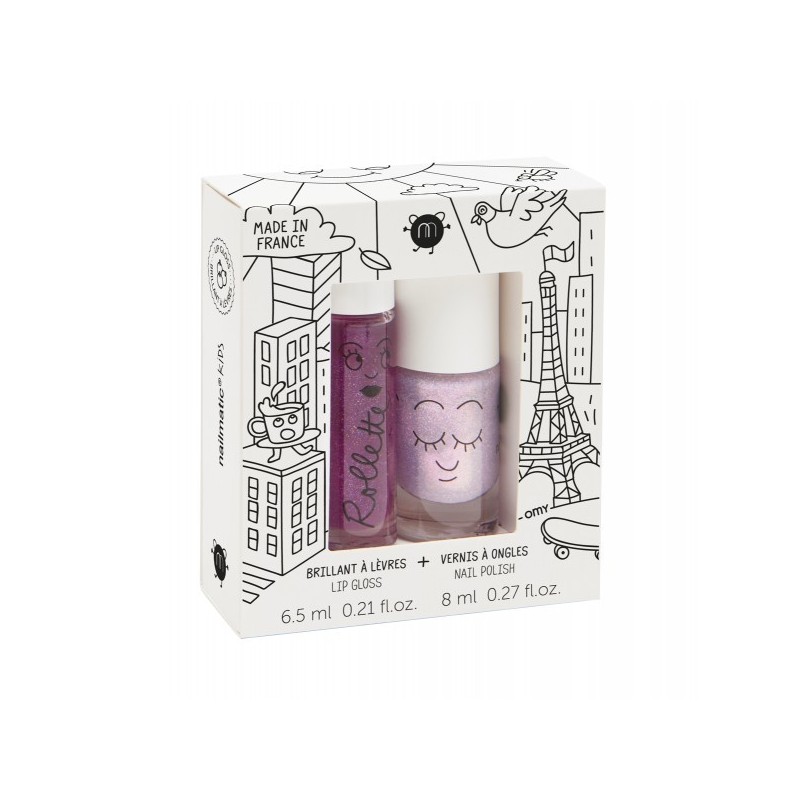 MADE IN
FRANCE
m
nailmatic® KiDS
m
Rollette
OMY
BRILLANT À LÈVRES + VERNIS À ONGLES
LIP GLOSS NAIL POLISH
6.5 ml 0.21 fl.oz. 8 ml 0.27 fl.oz.